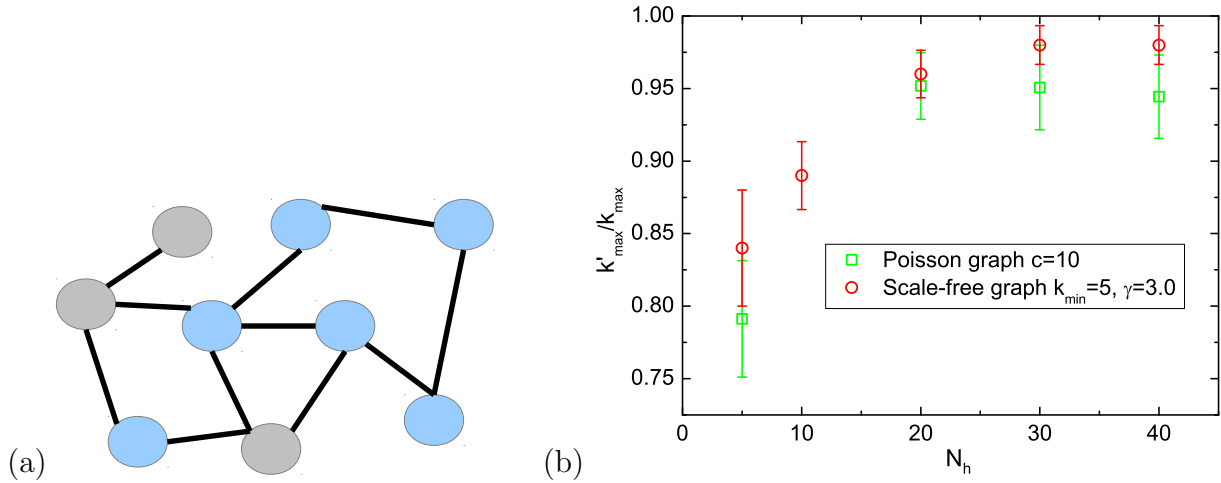 (a)
(b)
1.00
0.95
0.90
0.85
0.80
0.75
k'max/kmax
Poisson graph c=10
Scale-free graph kmin=5, γ=3.0
0 10 20 30 40
Nh